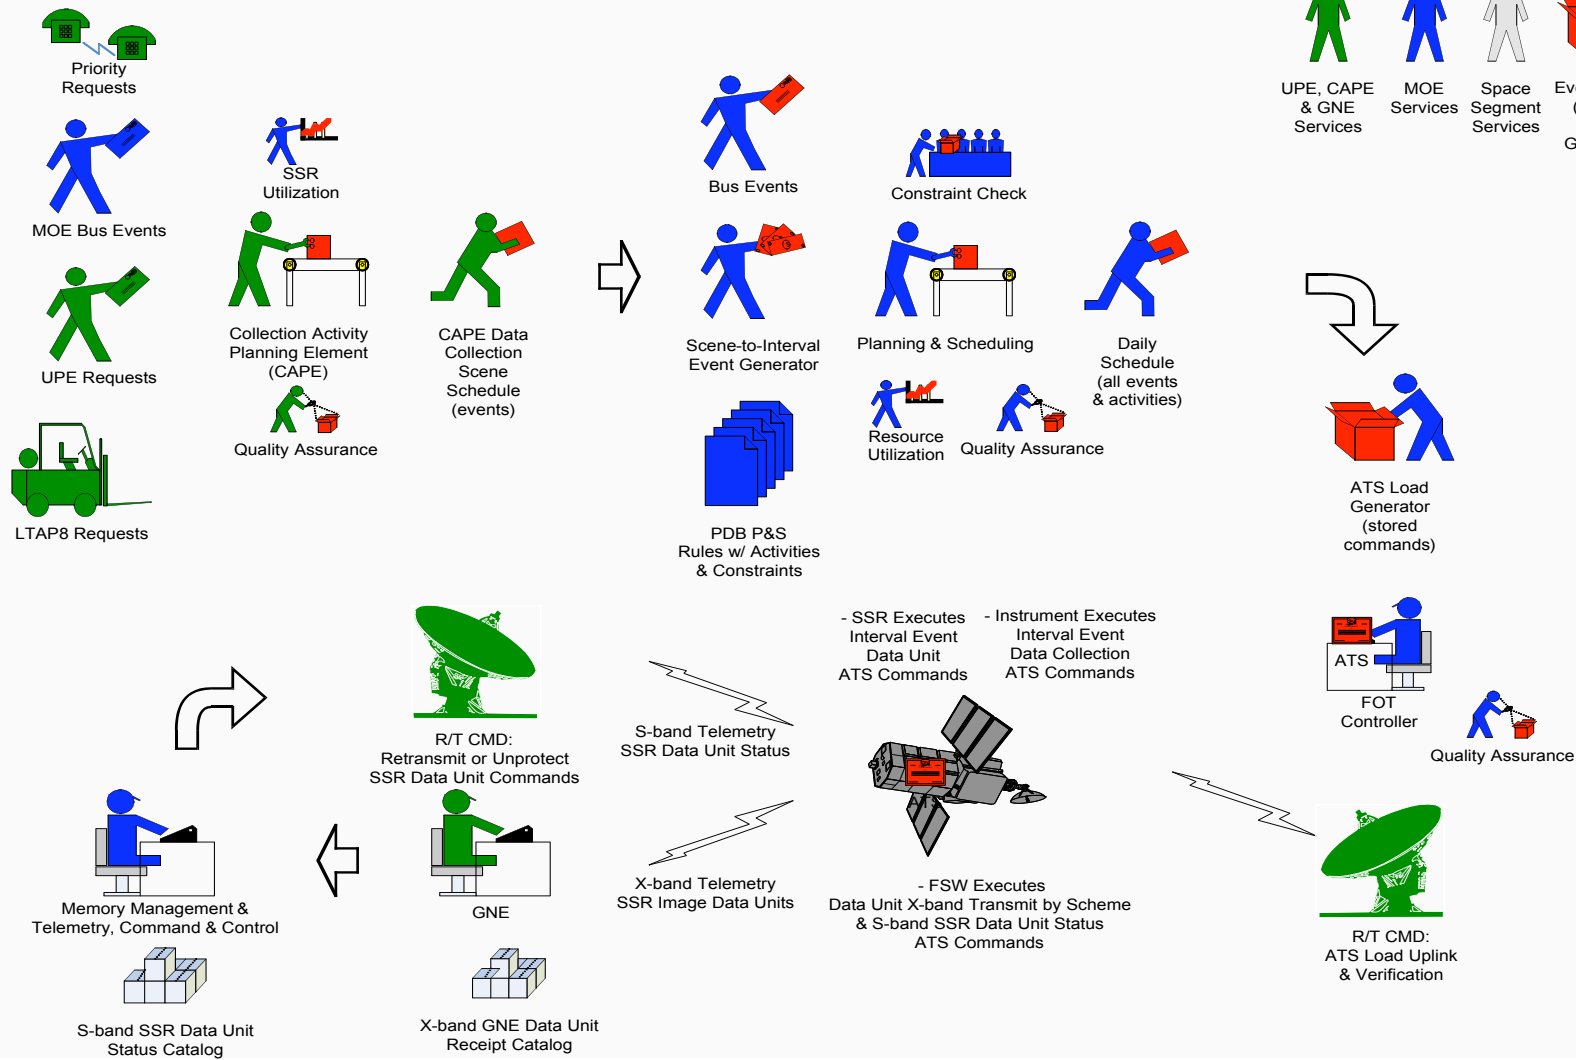 Priority
Requests
MOE Bus Events
UPE Requests
LTAP8 Requests
SSR
Utilization
Collection Activity
Planning Element
(CAPE)
Quality Assurance
CAPE Data
Collection
Scene
Schedule
(events)
Bus Events
Scene-to-Interval
Event Generator
PDB P&S
Rules w/ Activities
& Constraints
Constraint Check
Planning & Scheduling
Resource
Utilization
Quality Assurance
Daily
Schedule
(all events
& activities)
UPE, CAPE
& GNE
Services
MOE
Services
Space
Segment
Services
ATS Load
Generator
(stored
commands)
ATS
FOT
Controller
Quality Assurance
R/T CMD:
ATS Load Uplink
& Verification
- SSR Executes
Interval Event
Data Unit
ATS Commands
- Instrument Executes
Interval Event
Data Collection
ATS Commands
ATS
- FSW Executes
Data Unit X-band Transmit by Scheme
& S-band SSR Data Unit Status
ATS Commands
S-band Telemetry
SSR Data Unit Status
X-band Telemetry
SSR Image Data Units
R/T CMD:
Retransmit or Unprotect
SSR Data Unit Commands
GNE
X-band GNE Data Unit
Receipt Catalog
Memory Management &
Telemetry, Command & Control
S-band SSR Data Unit
Status Catalog